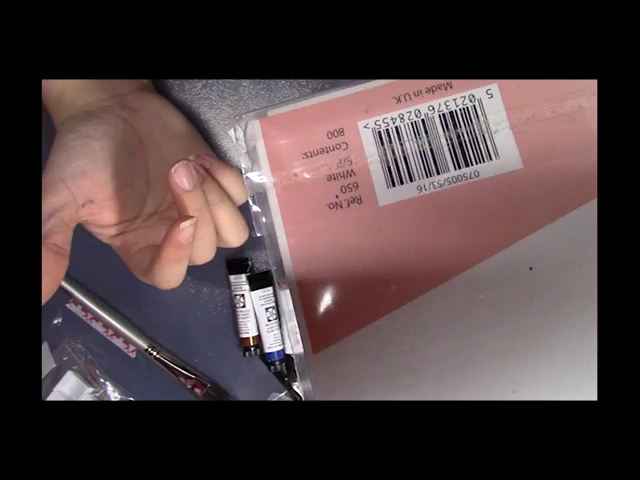 Ref.No.
650
White
S/P
Contents:
800
075005/53/16
5 021376 028455 >
Made in U.K.